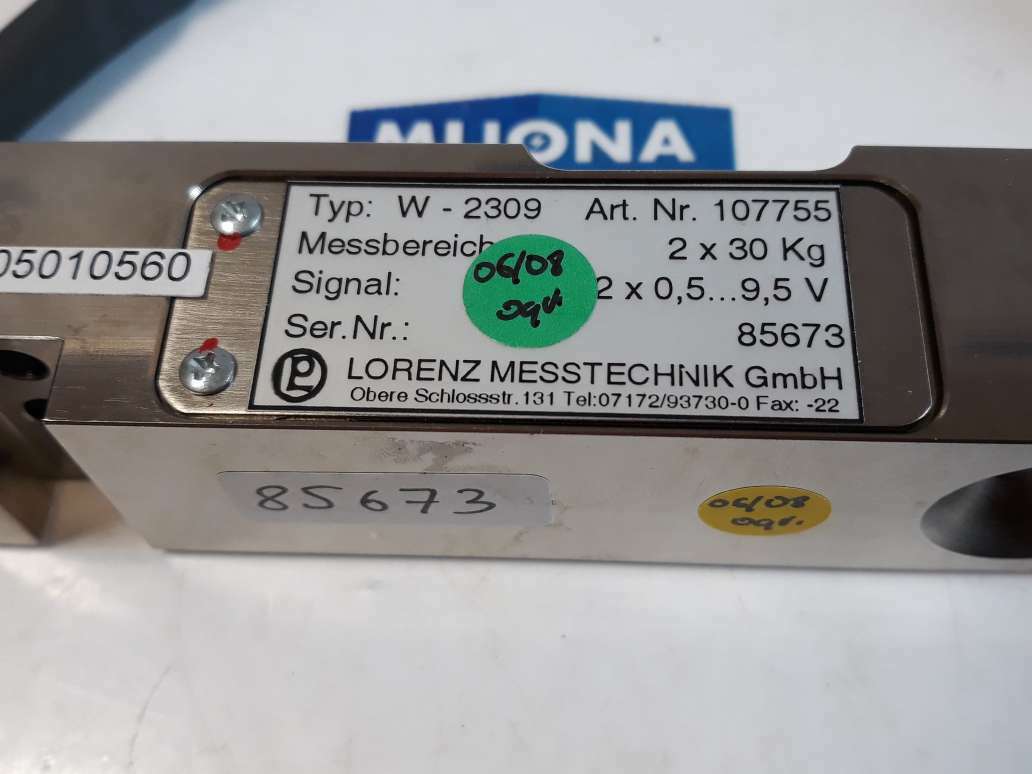 MUONA
Typ: W - 2309 Art. Nr. 107755
Messbereich 2 x 30 Kg
05010560
06/08
Signal: 2 x 0,5...9,5 V
Ser.Nr.: 85673
LORENZ MESSTECHNIK GmbH
Obere Schlossstr.131 Tel:07172/93730-0 Fax: -22
85673
06/08